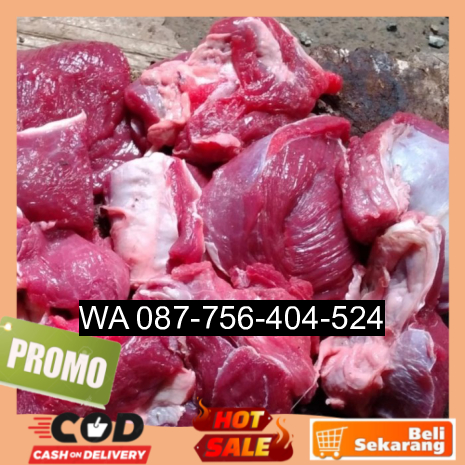 WA 087-756-404-524
PROMO
COD
CASH ON DELIVERY
HOT
SALE
Beli
Sekarang